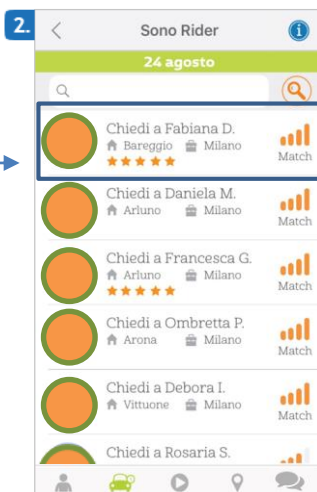 2.
Sono Rider
24 agosto
Chiedi a Fabiana D.
Bareggio Milano
Match
Chiedi a Daniela M.
Arluno Milano
Match
Chiedi a Francesca G.
Arluno Milano
Match
Chiedi a Ombretta P.
Arona Milano
Match
Chiedi a Debora I.
Vittuone Milano
Match
Chiedi a Rosaria S.